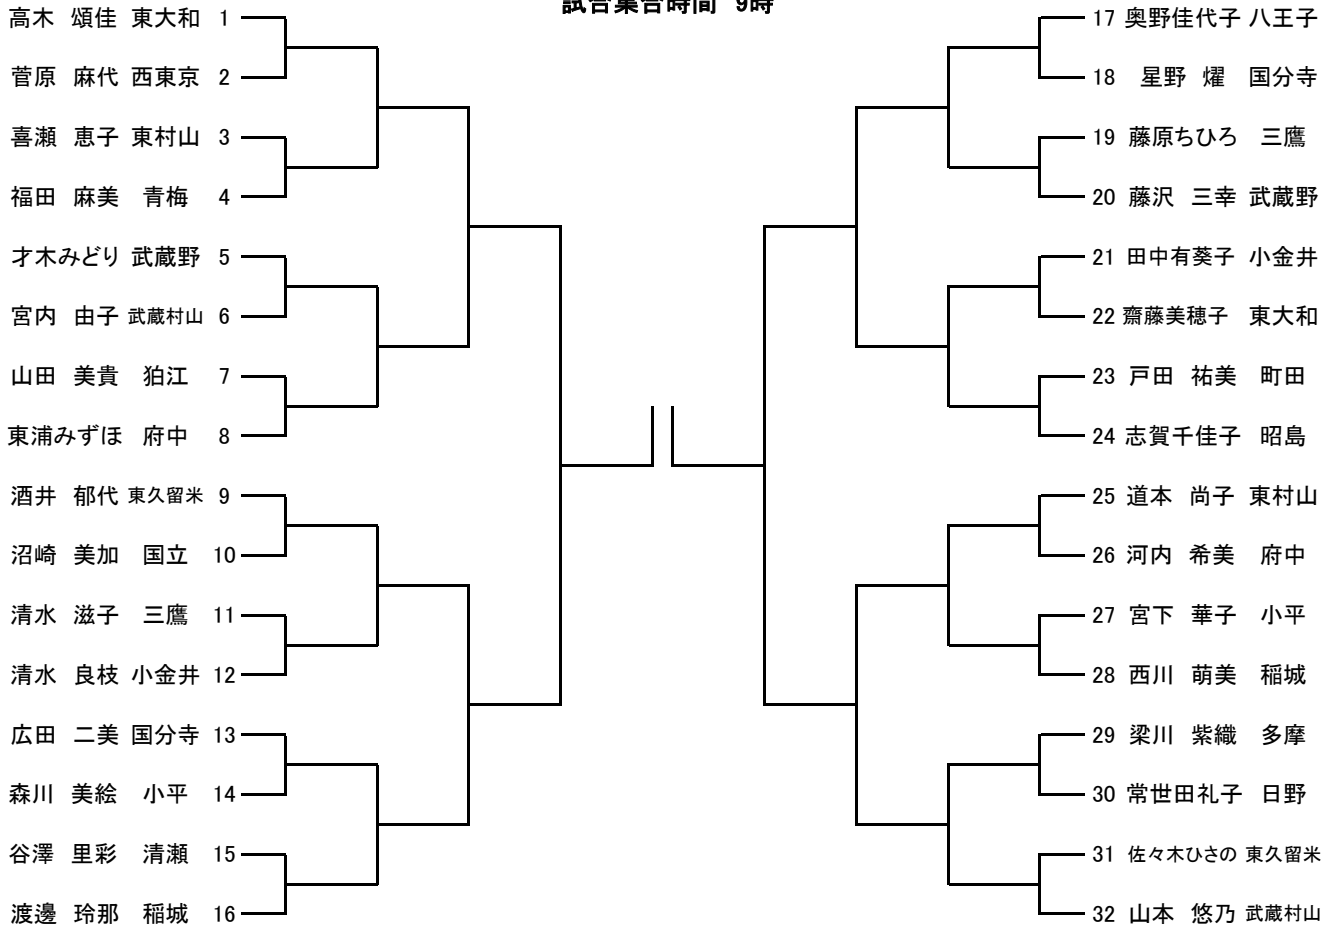 試合集合時間 9時
高木 頌佳 東大和 1
菅原 麻代 西東京 2
喜瀬 恵子 東村山 3
福田 麻美 青梅 4
才木みどり 武蔵野 5
宮内 由子 武蔵村山 6
山田 美貴 狛江 7
東浦みずほ 府中 8
酒井 郁代 東久留米 9
沼崎 美加 国立 10
清水 滋子 三鷹 11
清水 良枝 小金井 12
広田 二美 国分寺 13
森川 美絵 小平 14
谷澤 里彩 清瀬 15
渡邊 玲那 稲城 16
17 奥野佳代子 八王子
18 星野 燿 国分寺
19 藤原ちひろ 三鷹
20 藤沢 三幸 武蔵野
21 田中有葵子 小金井
22 齋藤美穂子 東大和
23 戸田 祐美 町田
24 志賀千佳子 昭島
25 道本 尚子 東村山
26 河内 希美 府中
27 宮下 華子 小平
28 西川 萌美 稲城
29 梁川 紫織 多摩
30 常世田礼子 日野
31 佐々木ひさの 東久留米
32 山本 悠乃 武蔵村山